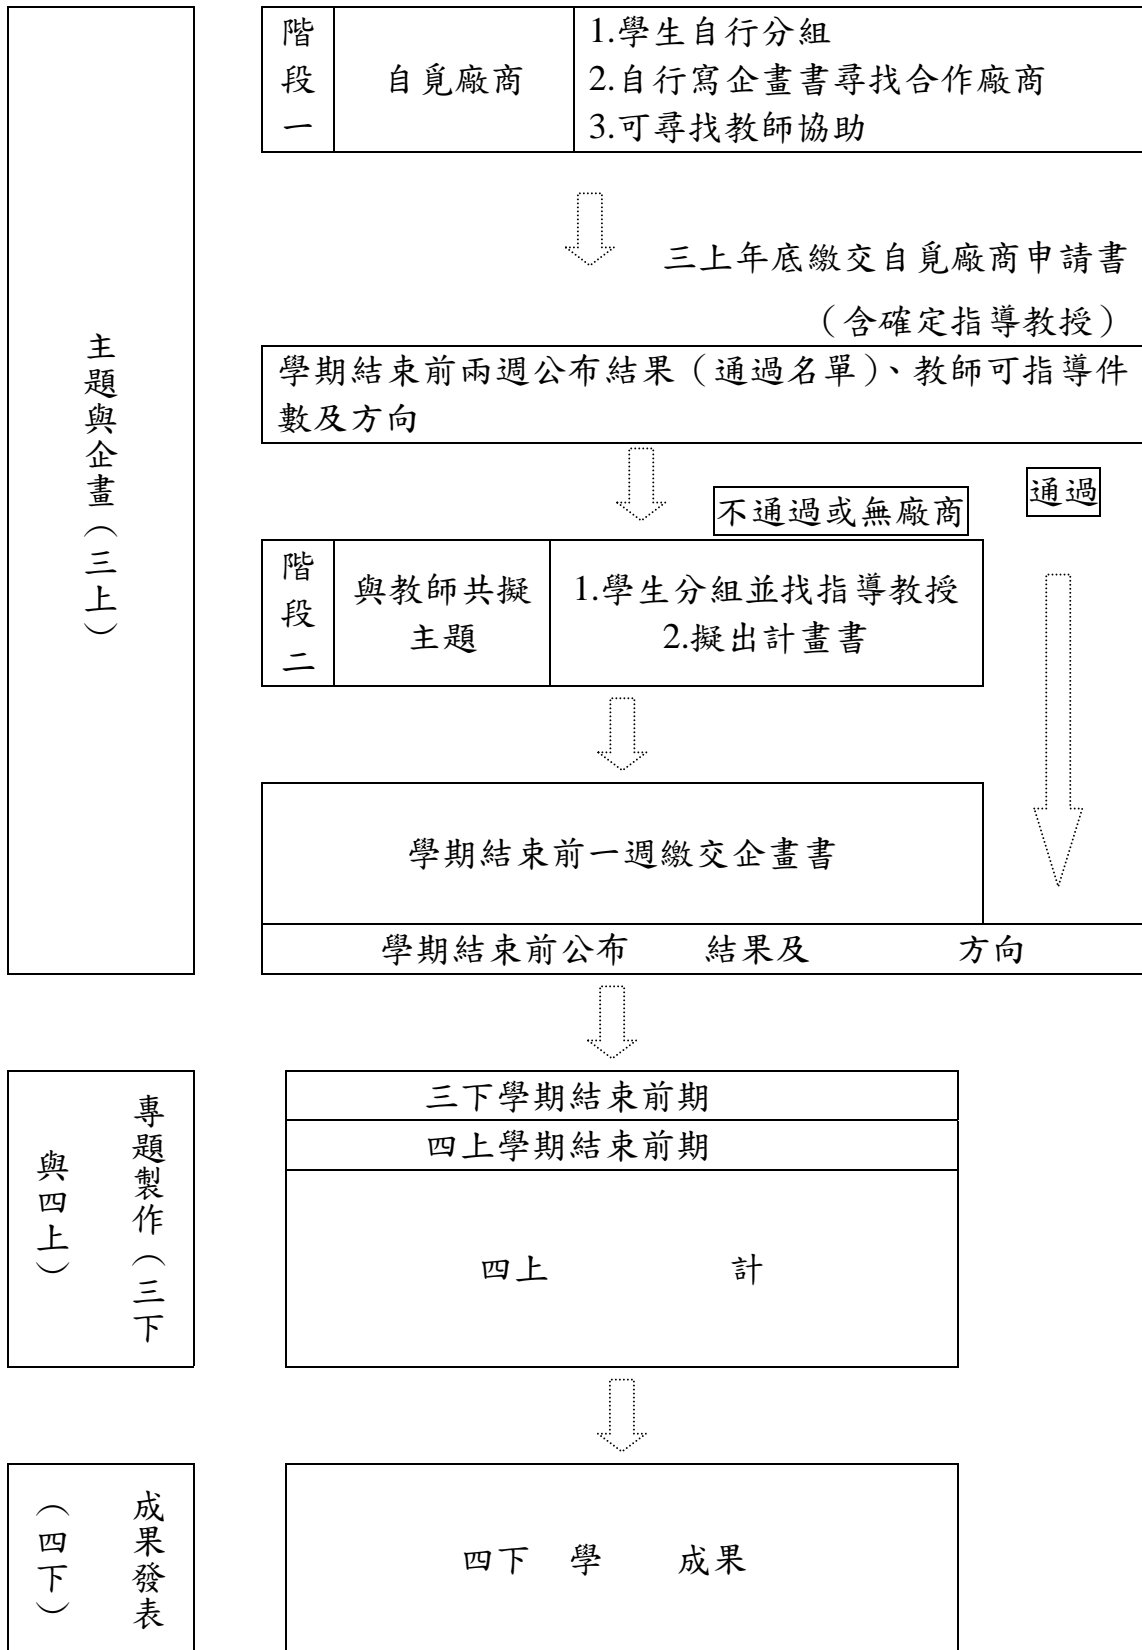 主題與企畫（三上）
階段一
自覓廠商
1.學生自行分組
2.自行寫企畫書尋找合作廠商
3.可尋找教師協助
三上年底繳交自覓廠商申請書
（含確定指導教授）
學期結束前兩週公布結果（通過名單）、教師可指導件
數及方向
不通過或無廠商
通過
階段二
與教師共擬
主題
1.學生分組並找指導教授
2.擬出計畫書
學期結束前一週繳交企畫書
學期結束前公布 結果及 方向
專題製作（三下
與四上）
三下學期結束前期
四上學期結束前期
四上 計
成果發表
（四下）
四下 學 成果